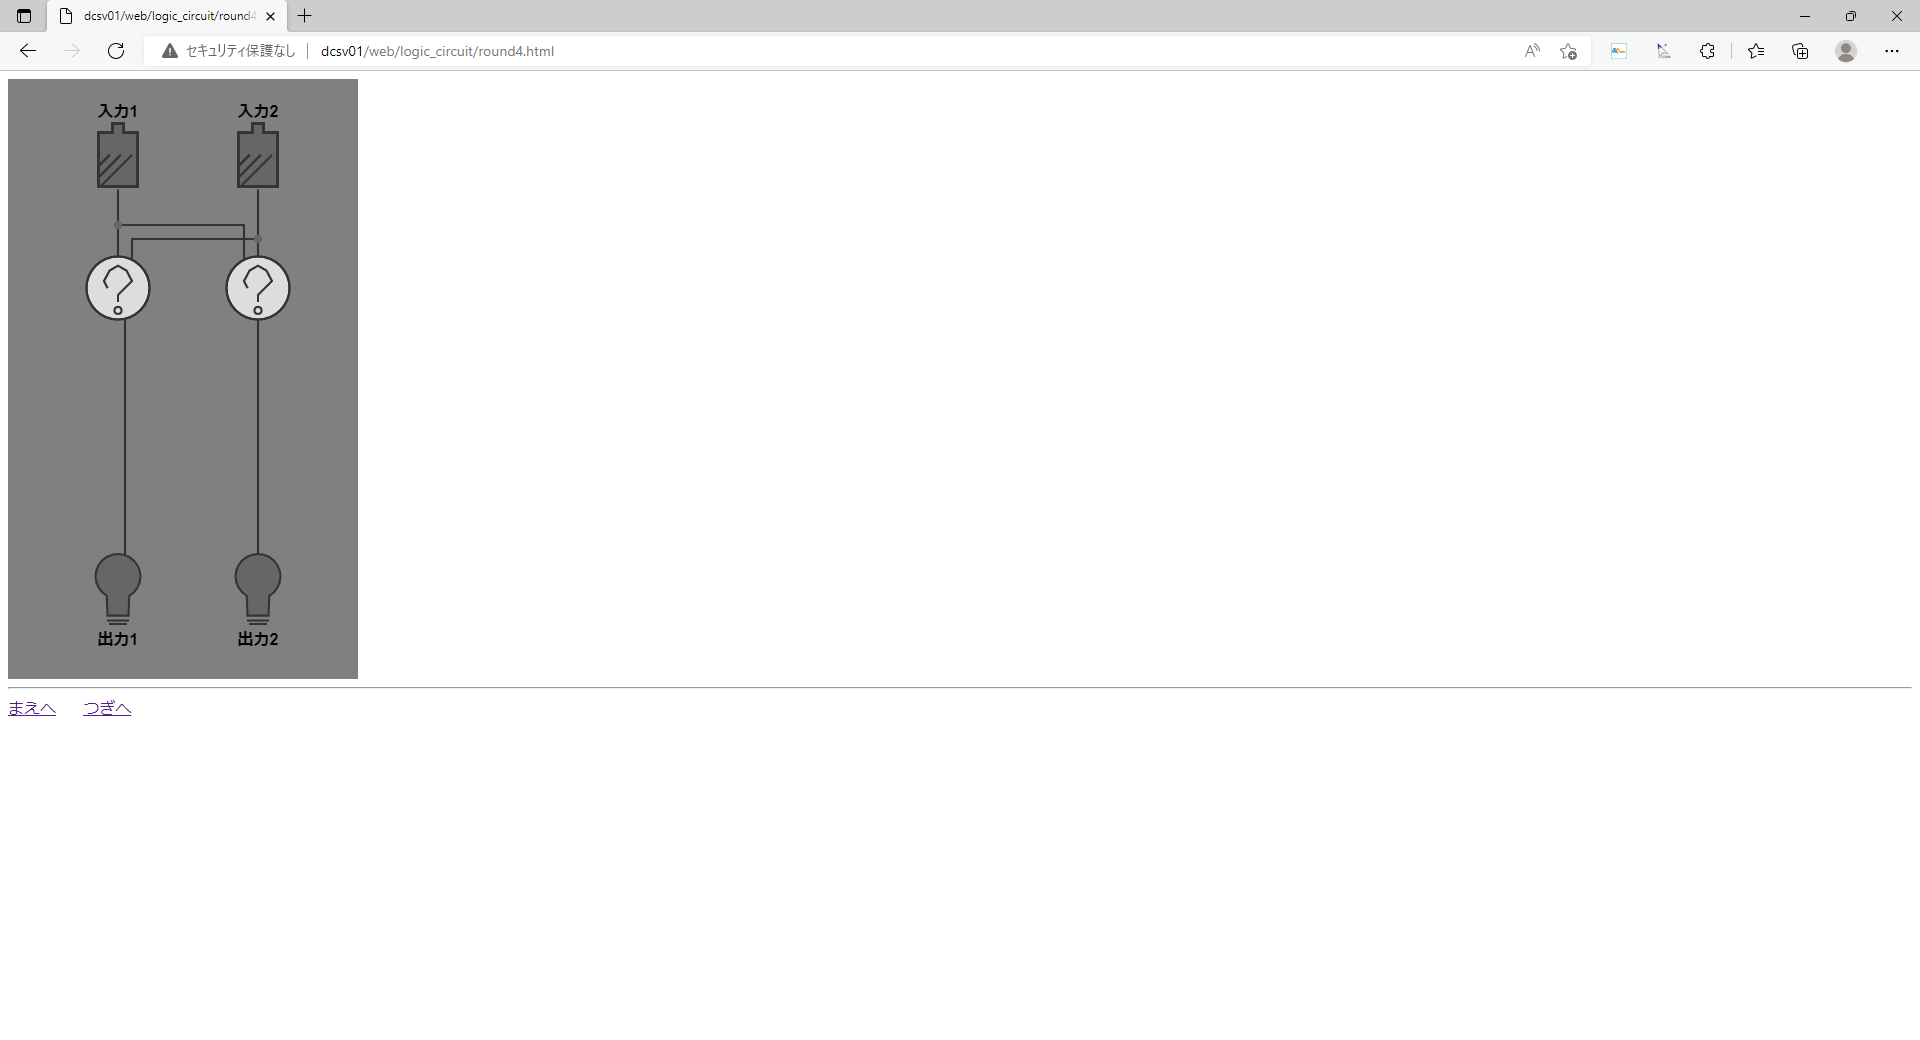 dcsv01/web/logic_circuit/round4
セキュリティ保護なし dcsv01/web/logic_circuit/round4.html
入力1 入力2
出力1 出力2
まえへ つぎへ